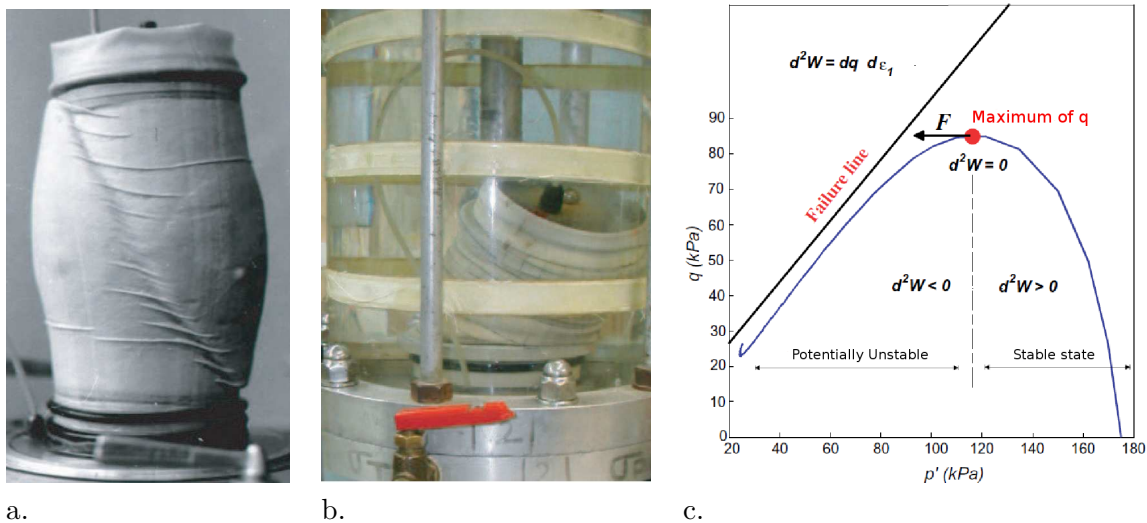 d²W = dq dε₁
F
Maximum of q
d²W = 0
Failure line
d²W < 0
d²W > 0
Potentially Unstable
Stable state
90
80
70
60
50
40
30
20
10
0
q (kPa)
20 40 60 80 100 120 140 160 180
p' (kPa)
a.
b.
c.